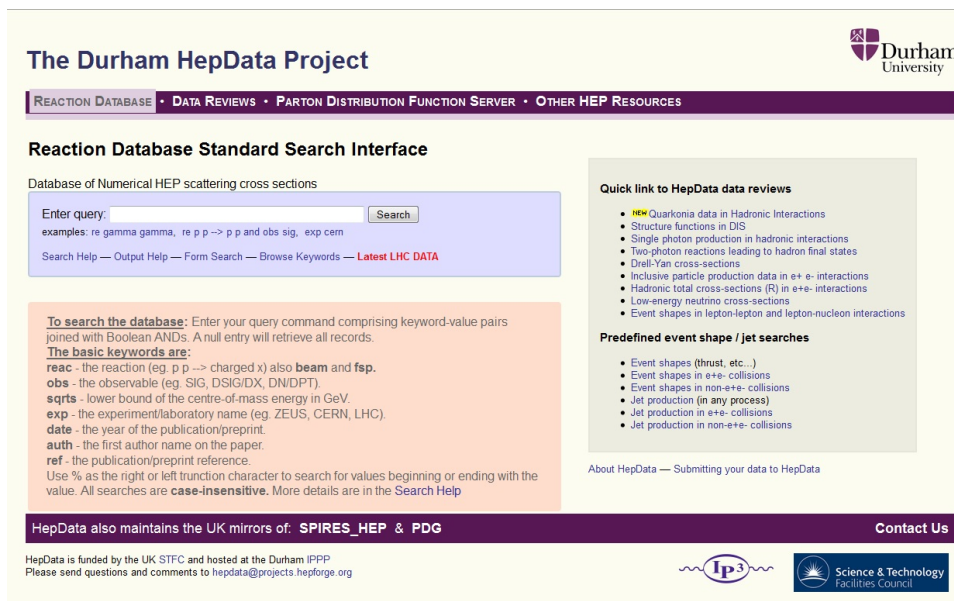 The Durham HepData Project
Durham
University
REACTION DATABASE • DATA REVIEWS • PARTON DISTRIBUTION FUNCTION SERVER • OTHER HEP RESOURCES
Reaction Database Standard Search Interface
Database of Numerical HEP scattering cross sections
Enter query: Search
examples: re gamma gamma, re p p --> p p and obs sig, exp cern
Search Help — Output Help — Form Search — Browse Keywords — Latest LHC DATA
To search the database: Enter your query command comprising keyword-value pairs
joined with Boolean ANDs. A null entry will retrieve all records.
The basic keywords are:
reac - the reaction (eg. p p --> charged x) also beam and fsp.
obs - the observable (eg. SIG, DSIG/DX, DN/DPT).
sqrts - lower bound of the centre-of-mass energy in GeV.
exp - the experiment/laboratory name (eg. ZEUS, CERN, LHC).
date - the year of the publication/preprint.
auth - the first author name on the paper.
ref - the publication/preprint reference.
Use % as the right or left trunction character to search for values beginning or ending with the
value. All searches are case-insensitive. More details are in the Search Help
Quick link to HepData data reviews
• NEW Quarkonia data in Hadronic Interactions
• Structure functions in DIS
• Single photon production in hadronic interactions
• Two-photon reactions leading to hadron final states
• Drell-Yan cross-sections
• Inclusive particle production data in e+ e- interactions
• Hadronic total cross-sections (R) in e+e- interactions
• Low-energy neutrino cross-sections
• Event shapes in lepton-lepton and lepton-nucleon interactions
Predefined event shape / jet searches
• Event shapes (thrust, etc...)
• Event shapes in e+e- collisions
• Event shapes in non-e+e- collisions
• Jet production (in any process)
• Jet production in e+e- collisions
• Jet production in non-e+e- collisions
About HepData — Submitting your data to HepData
HepData also maintains the UK mirrors of: SPIRES_HEP & PDG
Contact Us
HepData is funded by the UK STFC and hosted at the Durham IPPP
Please send questions and comments to hepdata@projects.hepforge.org
Ip3
Science & Technology
Facilities Council